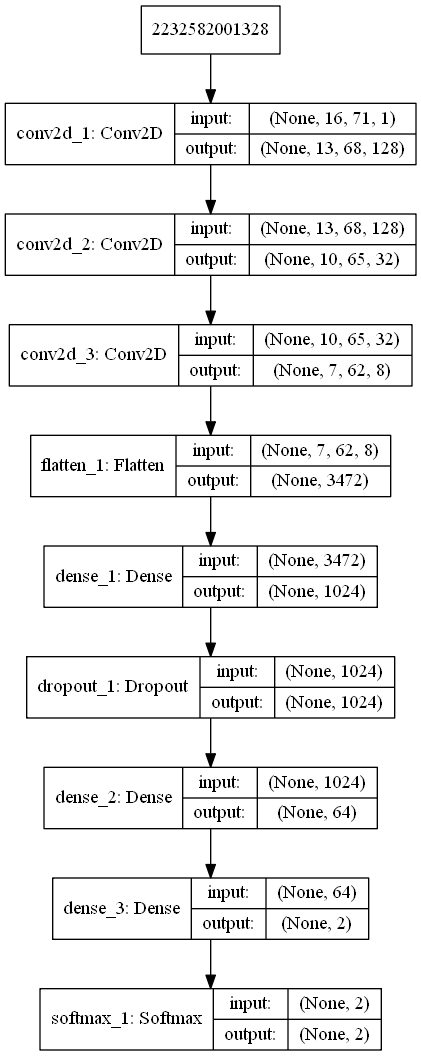 2232582001328
conv2d_1: Conv2D
input: (None, 16, 71, 1)
output: (None, 13, 68, 128)
conv2d_2: Conv2D
input: (None, 13, 68, 128)
output: (None, 10, 65, 32)
conv2d_3: Conv2D
input: (None, 10, 65, 32)
output: (None, 7, 62, 8)
flatten_1: Flatten
input: (None, 7, 62, 8)
output: (None, 3472)
dense_1: Dense
input: (None, 3472)
output: (None, 1024)
dropout_1: Dropout
input: (None, 1024)
output: (None, 1024)
dense_2: Dense
input: (None, 1024)
output: (None, 64)
dense_3: Dense
input: (None, 64)
output: (None, 2)
softmax_1: Softmax
input: (None, 2)
output: (None, 2)